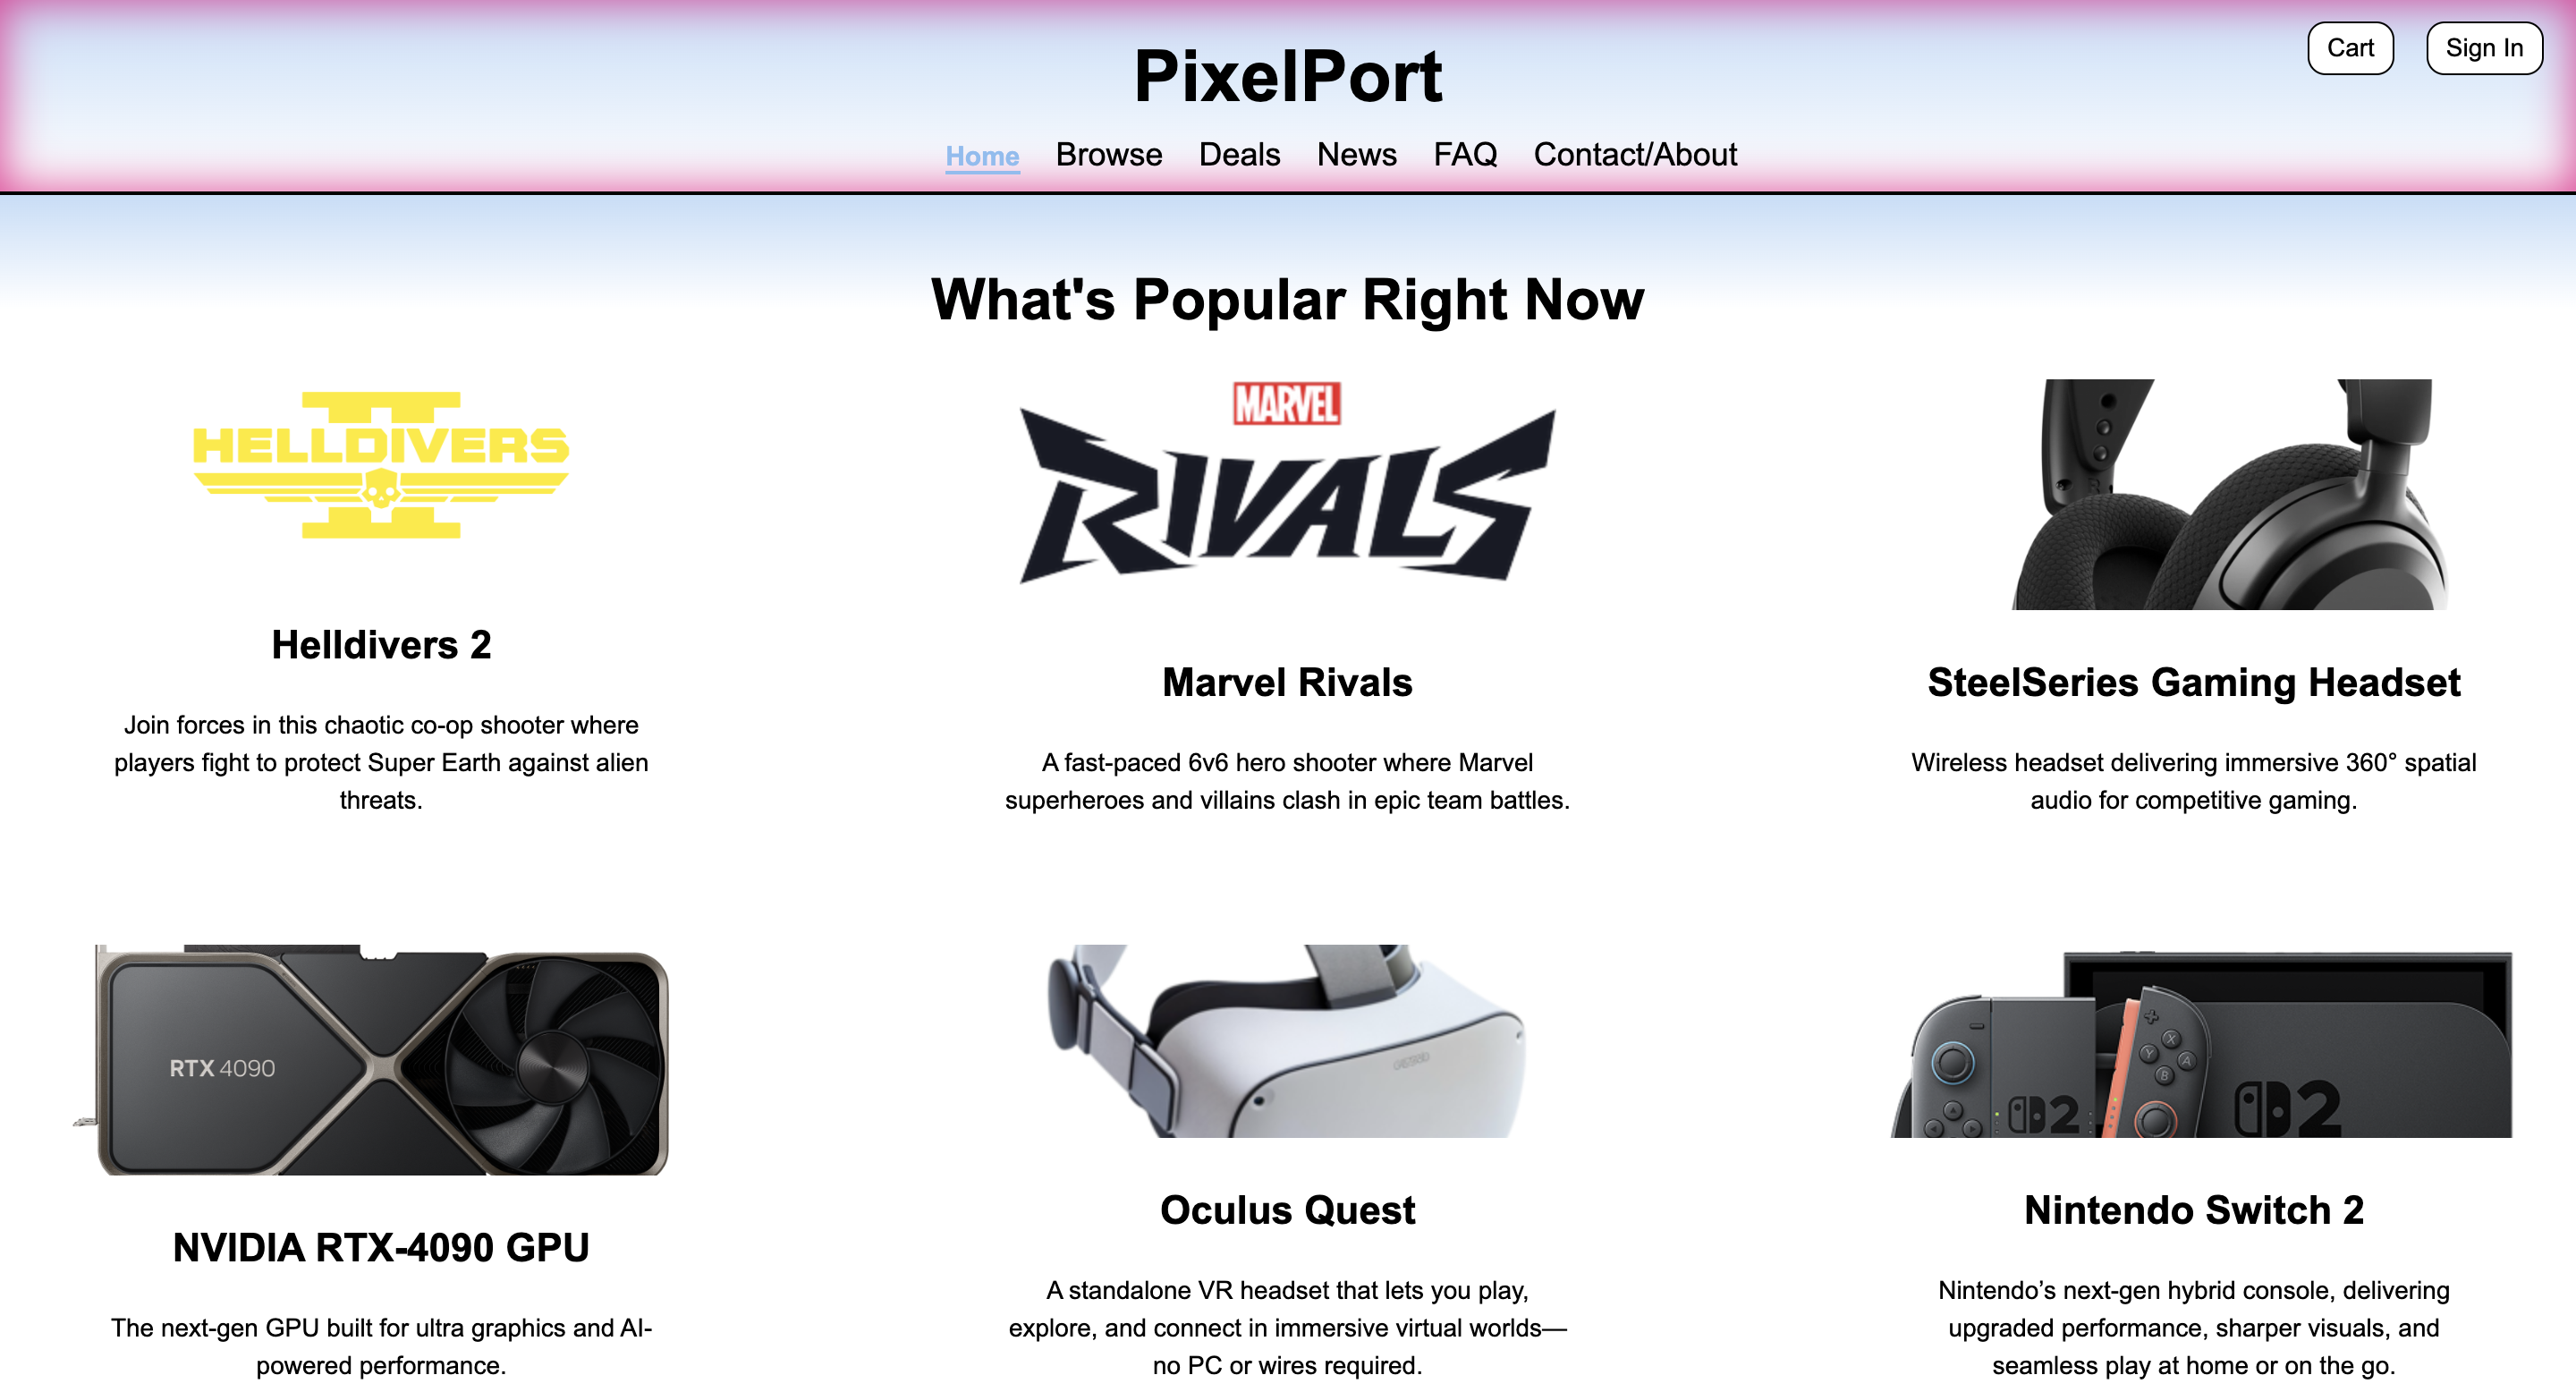 PixelPort
Cart
Sign In
Home
Browse
Deals
News
FAQ
Contact/About
What's Popular Right Now
HELLDIVERS
II
Helldivers 2
Join forces in this chaotic co-op shooter where
players fight to protect Super Earth against alien
threats.
MARVEL
RIVALS
Marvel Rivals
A fast-paced 6v6 hero shooter where Marvel
superheroes and villains clash in epic team battles.
SteelSeries Gaming Headset
Wireless headset delivering immersive 360° spatial
audio for competitive gaming.
RTX 4090
NVIDIA RTX-4090 GPU
The next-gen GPU built for ultra graphics and AI-
powered performance.
Oculus Quest
A standalone VR headset that lets you play,
explore, and connect in immersive virtual worlds—
no PC or wires required.
2
X
Y
A
B
2
Nintendo Switch 2
Nintendo’s next-gen hybrid console, delivering
upgraded performance, sharper visuals, and
seamless play at home or on the go.